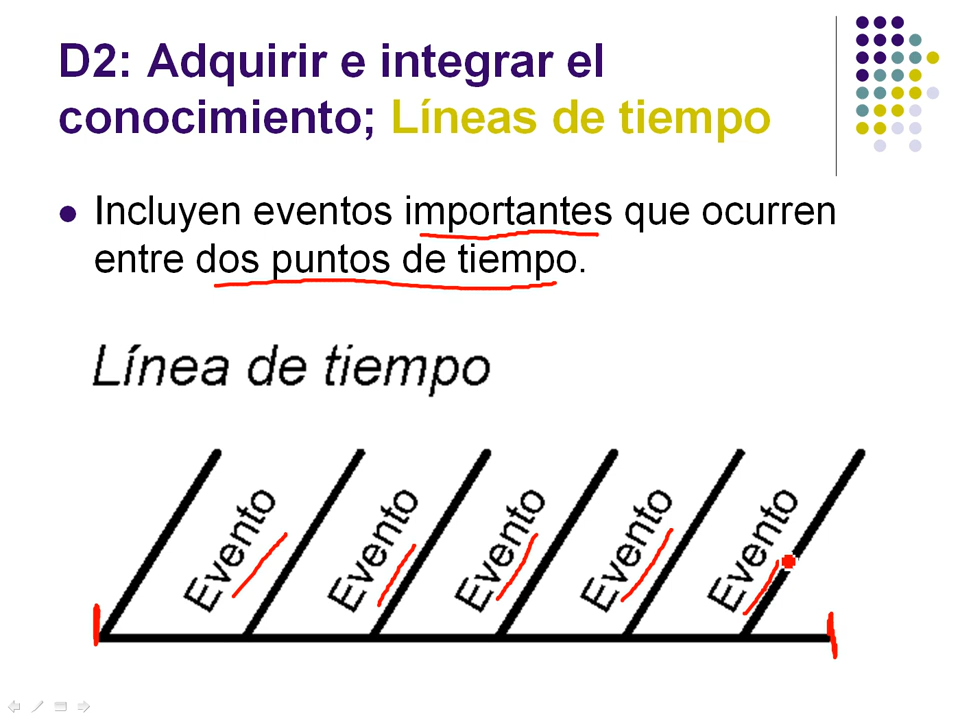 D2: Adquirir e integrar el
conocimiento; Líneas de tiempo
Incluyen eventos importantes que ocurren
entre dos puntos de tiempo.
Línea de tiempo
Evento
Evento
Evento
Evento
Evento